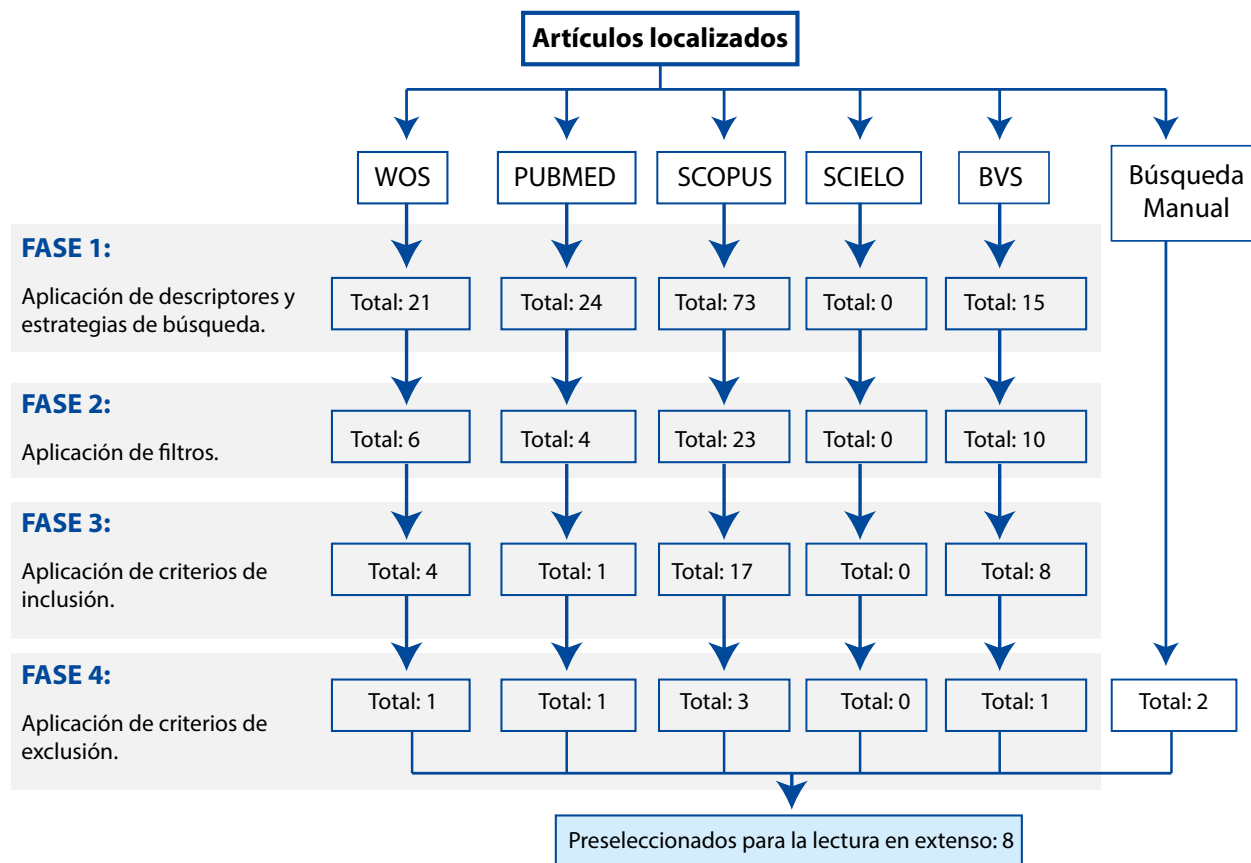 Artículos localizados
WOS
PUBMED
SCOPUS
SCIELO
BVS
Búsqueda
Manual
FASE 1:
Aplicación de descriptores y
estrategias de búsqueda.
Total: 21
Total: 24
Total: 73
Total: 0
Total: 15
FASE 2:
Aplicación de filtros.
Total: 6
Total: 4
Total: 23
Total: 0
Total: 10
FASE 3:
Aplicación de criterios de
inclusión.
Total: 4
Total: 1
Total: 17
Total: 0
Total: 8
FASE 4:
Aplicación de criterios de
exclusión.
Total: 1
Total: 1
Total: 3
Total: 0
Total: 1
Total: 2
Preseleccionados para la lectura en extenso: 8